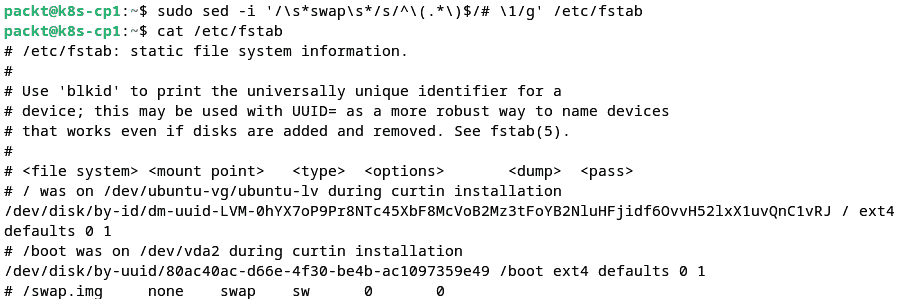 packt@k8s-cp1:~$ sudo sed -i '/\s*swap\s*/s/^\(.*\)$/# \1/g' /etc/fstab
packt@k8s-cp1:~$ cat /etc/fstab
# /etc/fstab: static file system information.
#
# Use 'blkid' to print the universally unique identifier for a
# device; this may be used with UUID= as a more robust way to name devices
# that works even if disks are added and removed. See fstab(5).
#
# <file system> <mount point>   <type>  <options>       <dump>  <pass>
# / was on /dev/ubuntu-vg/ubuntu-lv during curtin installation
/dev/disk/by-id/dm-uuid-LVM-0hYX7oP9Pr8NTc45XbF8McVoB2Mz3tFoYB2NluHFjidf6OvvH52lxX1uvQnC1vRJ / ext4
defaults 0 1
# /boot was on /dev/vda2 during curtin installation
/dev/disk/by-uuid/80ac40ac-d66e-4f30-be4b-ac1097359e49 /boot ext4 defaults 0 1
# /swap.img     none    swap    sw      0       0